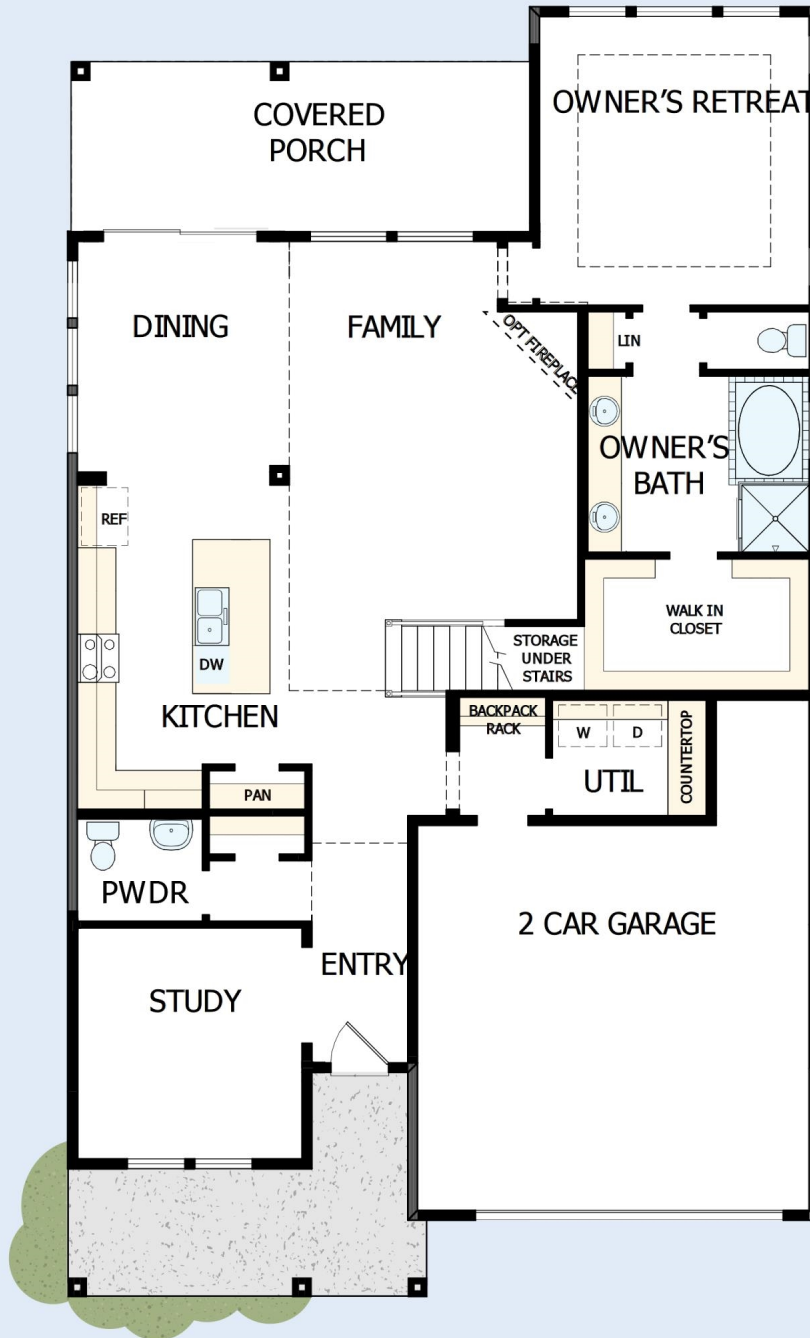 OWNER'S RETREAT
COVERED
PORCH
DINING
FAMILY
OPT FIREPLACE
LIN
OWNER'S
BATH
REF
WALK IN
CLOSET
DW
STORAGE
UNDER
STAIRS
KITCHEN
BACKPACK
RACK
W
D
COUNTERTOP
UTIL
PAN
PWDR
2 CAR GARAGE
ENTRY
STUDY